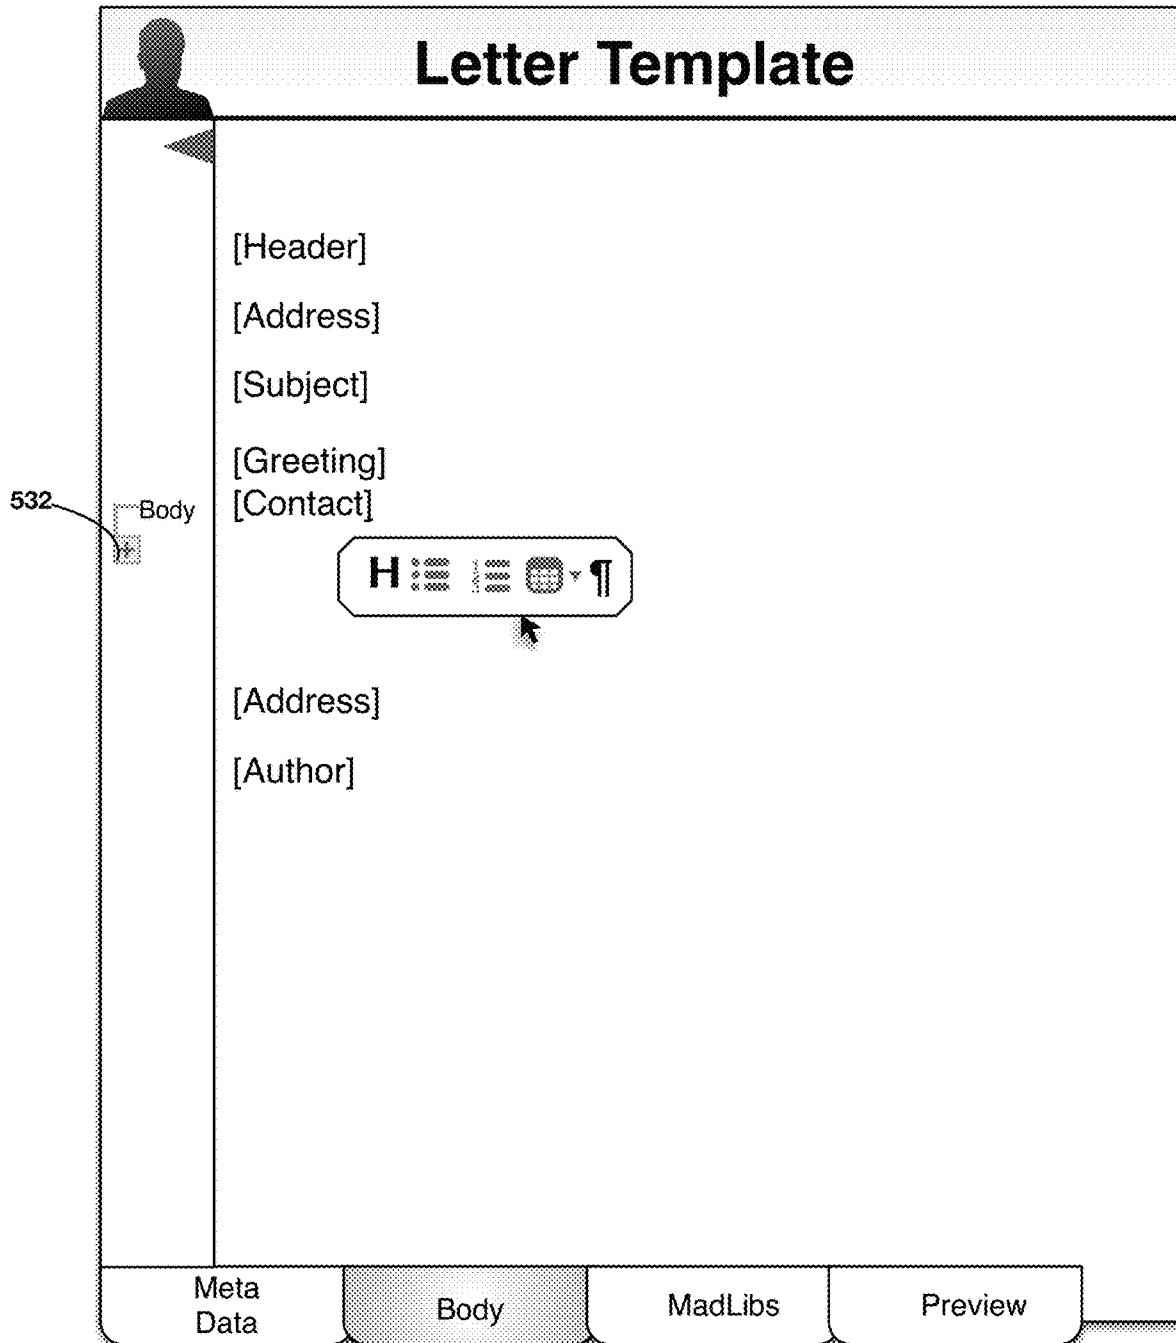 Letter Template
[Header]
[Address]
[Subject]
[Greeting]
532
Body
[Contact]
+
H
¶
[Address]
[Author]
Meta
Data
Body
MadLibs
Preview